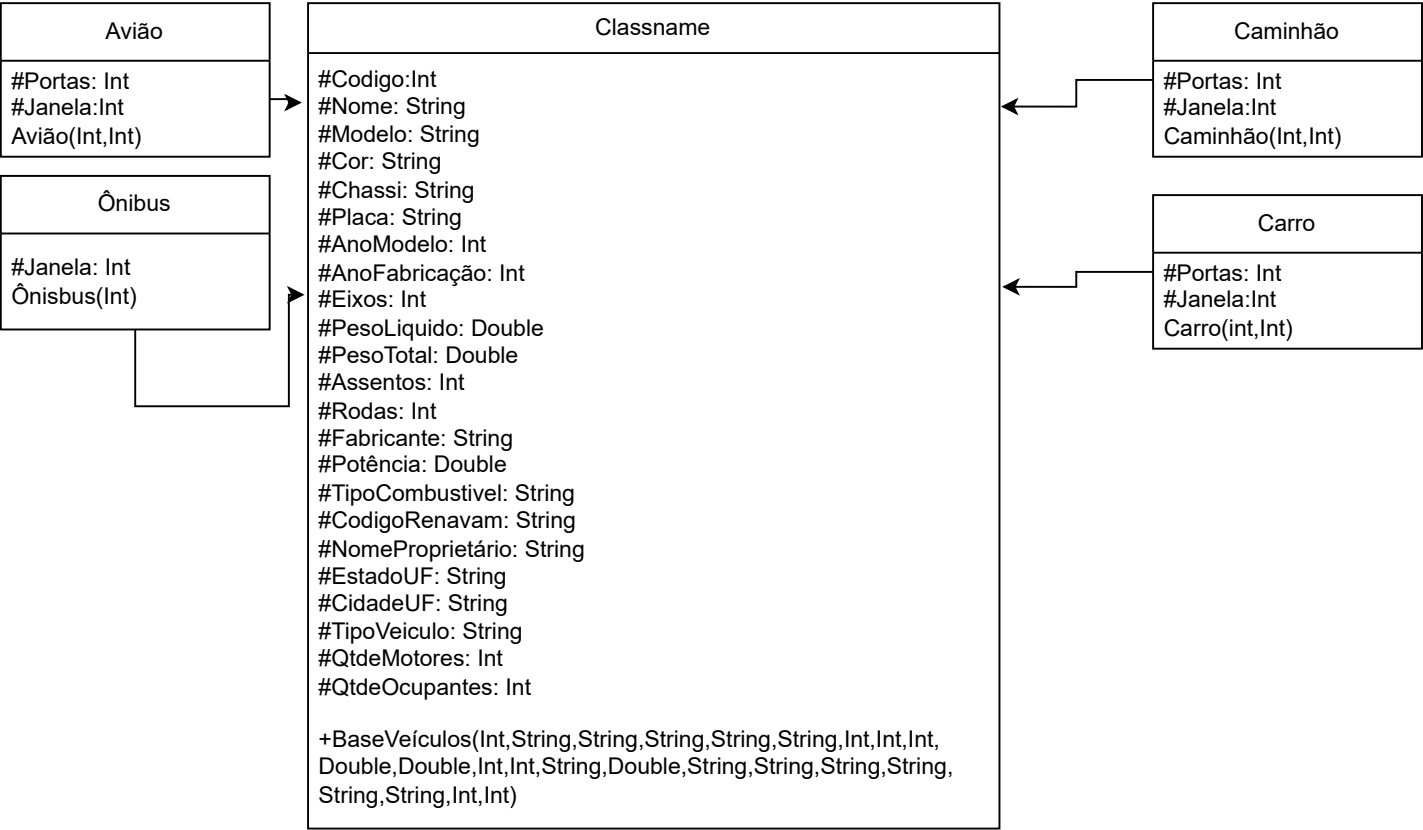 Avião
#Portas: Int
#Janela:Int
Avião(Int,Int)
Ônibus
#Janela: Int
Ônisbus(Int)
Classname
#Codigo:Int
#Nome: String
#Modelo: String
#Cor: String
#Chassi: String
#Placa: String
#AnoModelo: Int
#AnoFabricação: Int
#Eixos: Int
#PesoLiquido: Double
#PesoTotal: Double
#Assentos: Int
#Rodas: Int
#Fabricante: String
#Potência: Double
#TipoCombustivel: String
#CodigoRenavam: String
#NomeProprietário: String
#EstadoUF: String
#CidadeUF: String
#TipoVeiculo: String
#QtdeMotores: Int
#QtdeOcupantes: Int
+BaseVeículos(Int,String,String,String,String,String,Int,Int,Int,
Double,Double,Int,Int,String,Double,String,String,String,String,
String,String,Int,Int)
Caminhão
#Portas: Int
#Janela:Int
Caminhão(Int,Int)
Carro
#Portas: Int
#Janela:Int
Carro(int,Int)